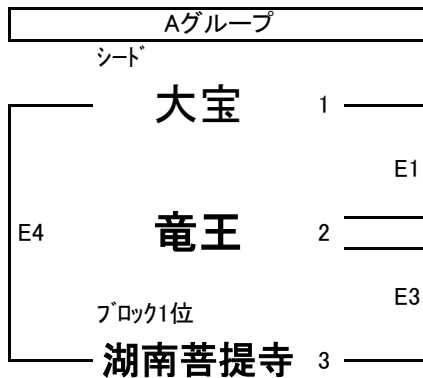 Aグループ
シード
大宝 1
E1
E4 竜王 2
E3
ブロック1位
湖南菩提寺 3